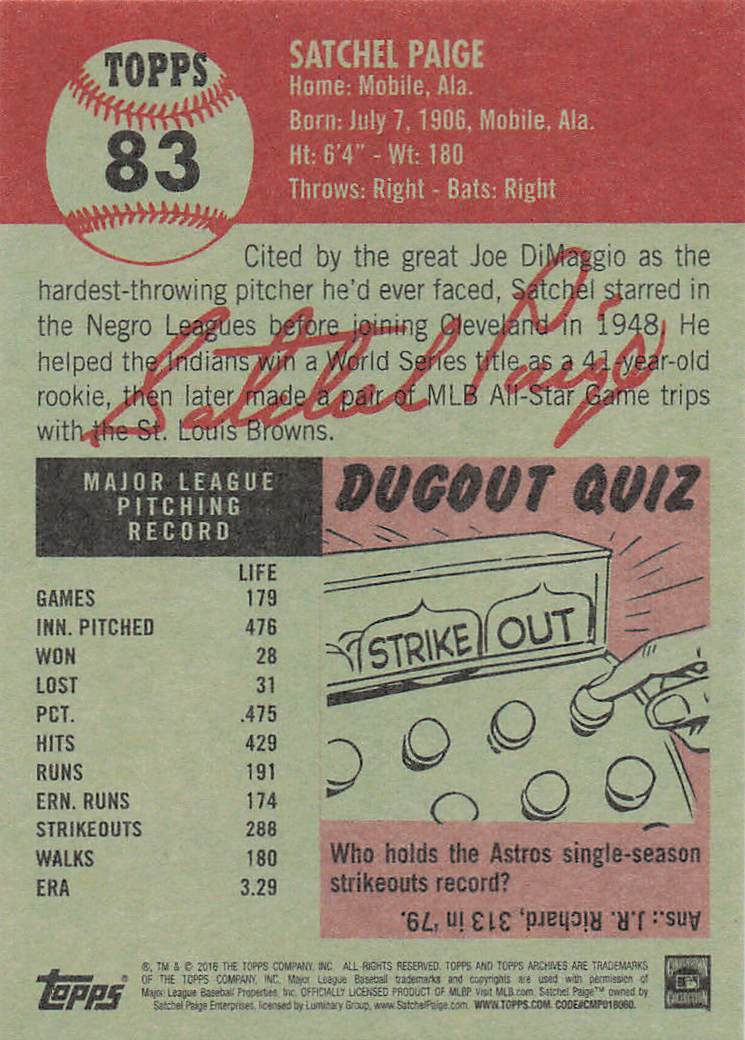 TOPPS
83
SATCHEL PAIGE
Home: Mobile, Ala.
Born: July 7, 1906, Mobile, Ala.
Ht: 6'4" - Wt: 180
Throws: Right - Bats: Right
Cited by the great Joe DiMaggio as the
hardest-throwing pitcher he'd ever faced, Satchel starred in
the Negro Leagues before joining Cleveland in 1948. He
helped the Indians win a World Series title as a 41-year-old
rookie, then later made a pair of MLB All-Star Game trips
with the St. Louis Browns.
Satchel Paige
MAJOR LEAGUE
PITCHING
RECORD
LIFE
GAMES 179
INN. PITCHED 476
WON 28
LOST 31
PCT. .475
HITS 429
RUNS 191
ERN. RUNS 174
STRIKEOUTS 288
WALKS 180
ERA 3.29
DUGOUT QUIZ
STRIKE OUT
Who holds the Astros single-season
strikeouts record?
Ans.: J.R. Richard, 313 in '79.
topps®
®, TM & © 2016 THE TOPPS COMPANY, INC. ALL RIGHTS RESERVED. TOPPS AND TOPPS ARCHIVES ARE TRADEMARKS
OF THE TOPPS COMPANY, INC. Major League Baseball trademarks and copyrights are used with permission of
Major League Baseball Properties, Inc. OFFICIALLY LICENSED PRODUCT OF MLBP. Visit MLB.com. Satchel Paige™ owned by
Satchel Paige Enterprises, licensed by Luminary Group, www.SatchelPaige.com. WWW.TOPPS.COM. CODE#CMP018060.